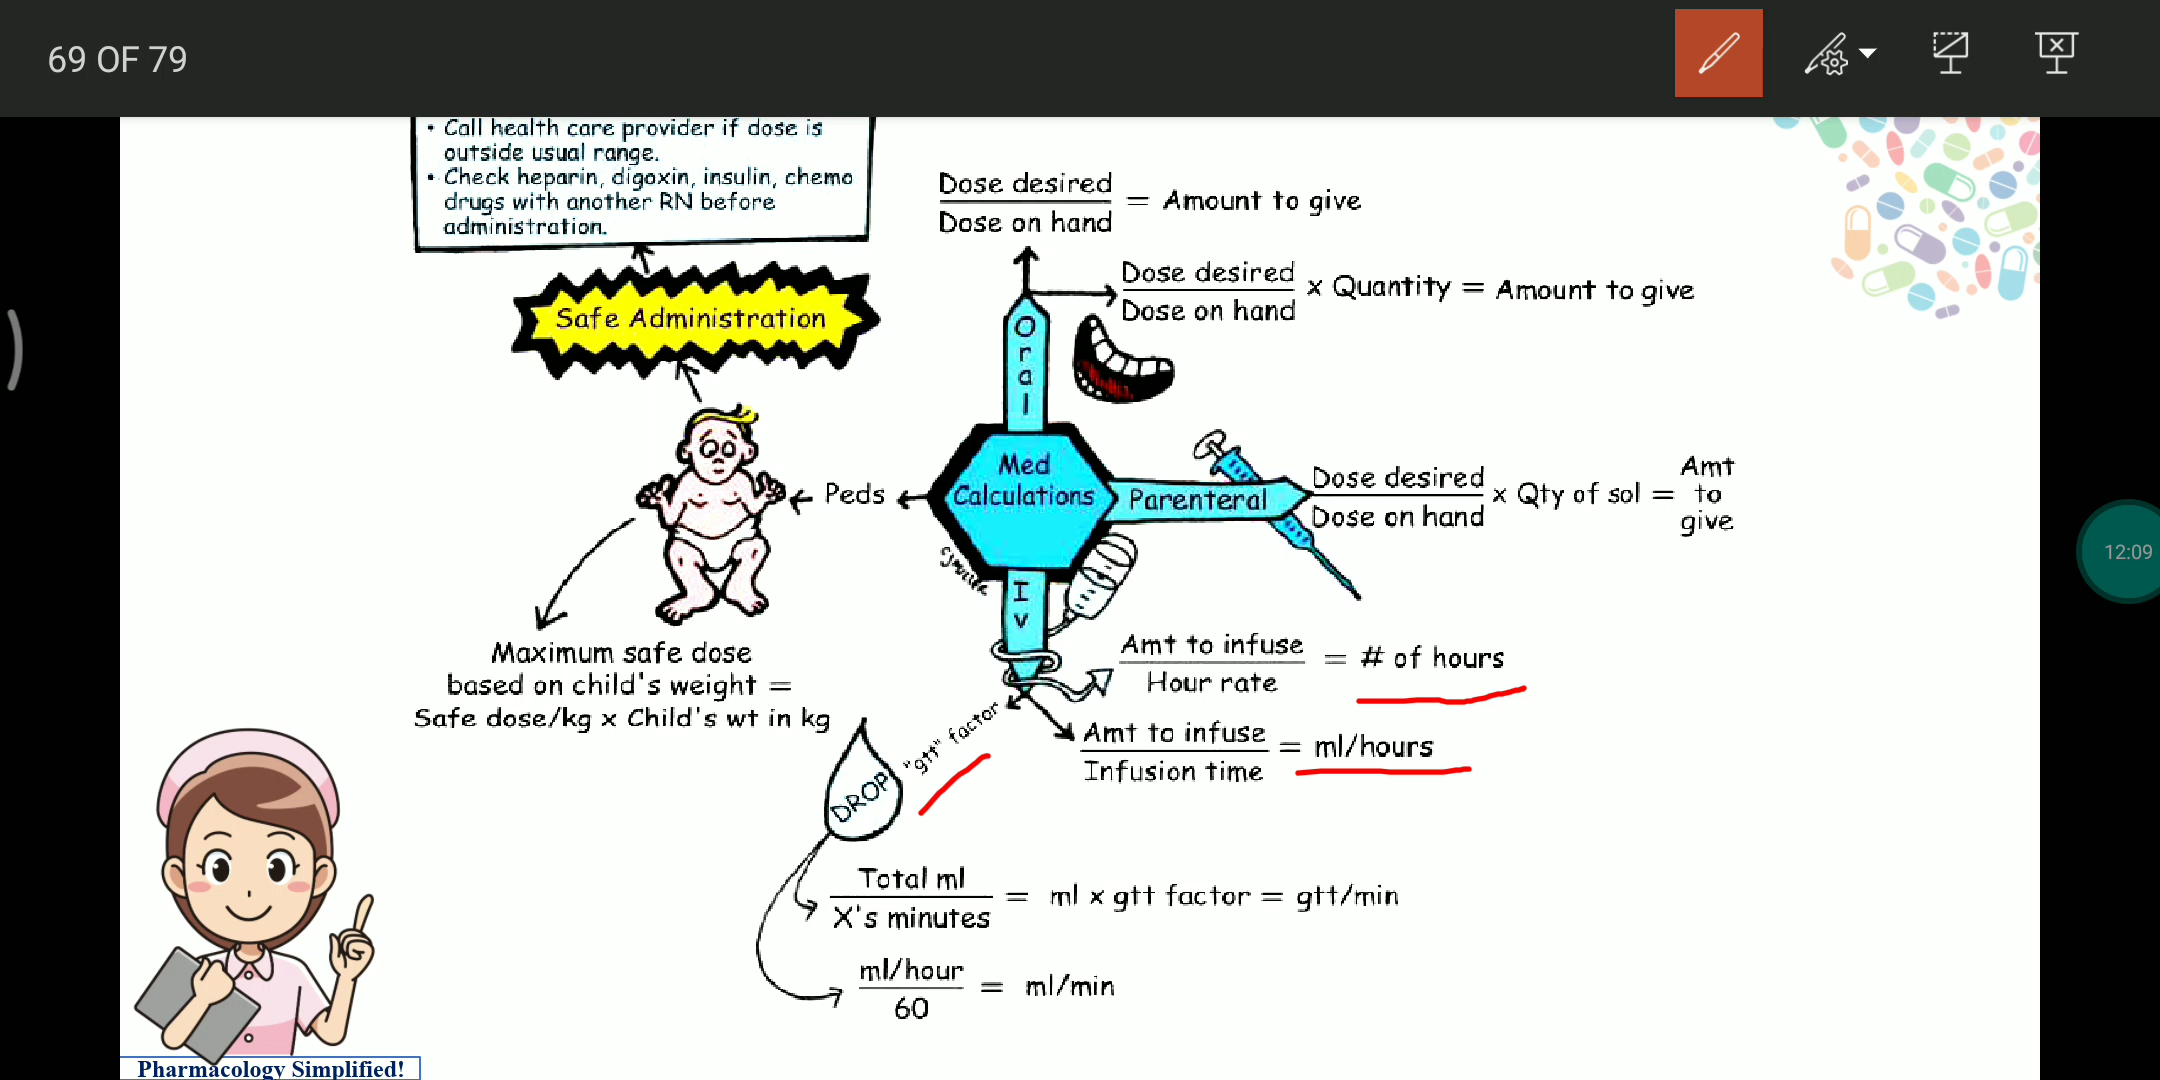 69 OF 79
• Call health care provider if dose is
outside usual range.
• Check heparin, digoxin, insulin, chemo
drugs with another RN before
administration.
Safe Administration
Dose desired
Dose on hand
= Amount to give
Dose desired
Dose on hand
x Quantity = Amount to give
Oral
Med
Calculations
Peds
Parenteral
Dose desired
Dose on hand
x Qty of sol =
Amt
to
give
IV
Amt to infuse
Hour rate
= # of hours
Amt to infuse
Infusion time
= ml/hours
"gtt" factor
DROP
Maximum safe dose
based on child's weight =
Safe dose/kg x Child's wt in kg
Total ml
X's minutes
= ml x gtt factor = gtt/min
ml/hour
60
= ml/min
12:09
Pharmacology Simplified!